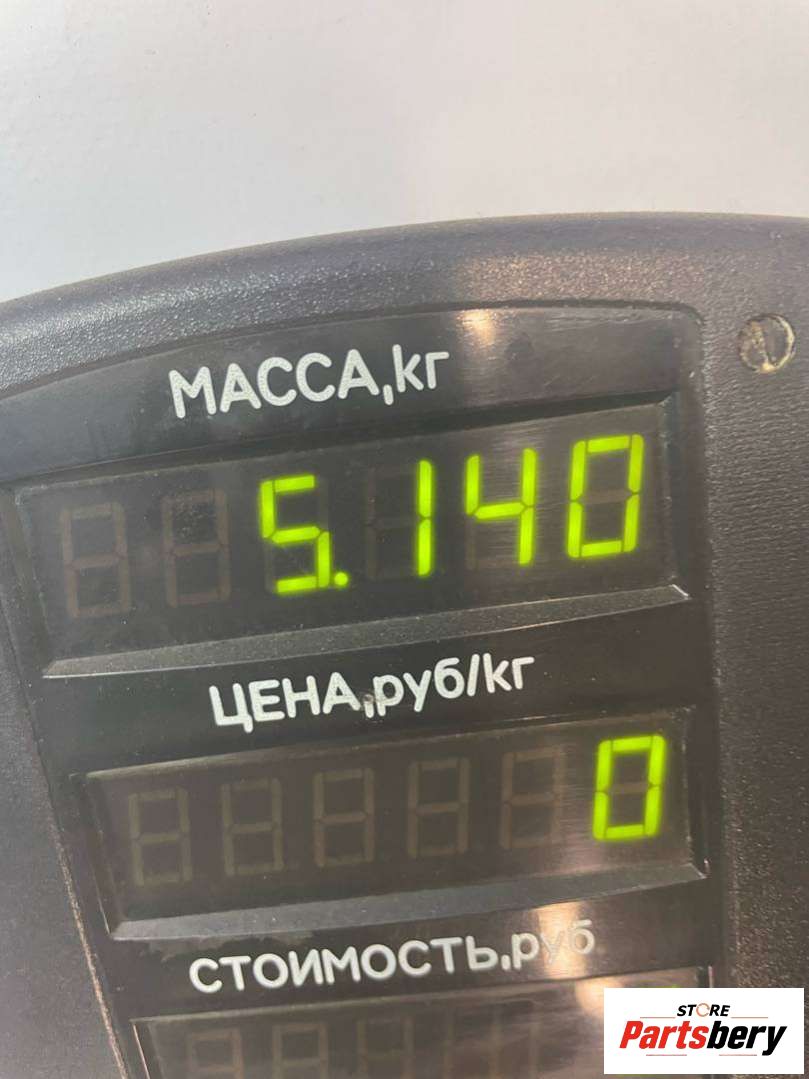 МАССА,кг
5.140
ЦЕНА,руб/кг
0
СТОИМОСТЬ,руб
STORE
Partsbery